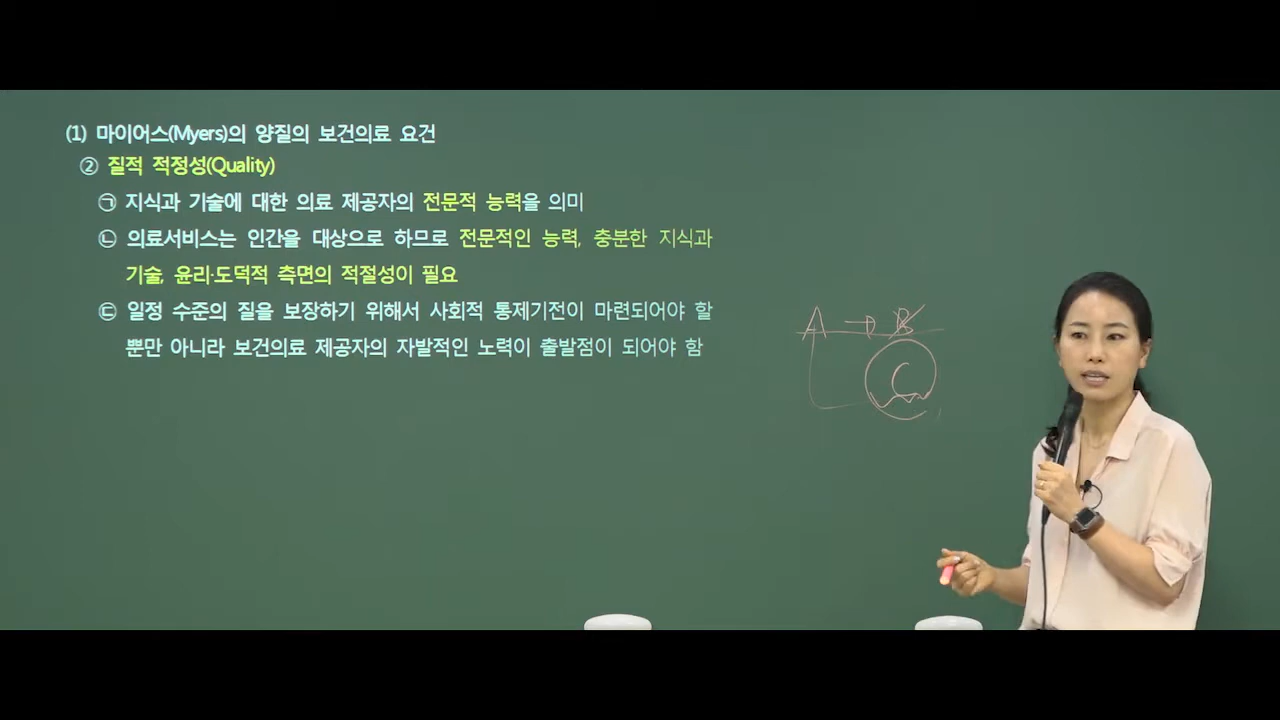 (1) 마이어스(Myers)의 양질의 보건의료 요건
② 질적 적정성(Quality)
㉠ 지식과 기술에 대한 의료 제공자의 전문적 능력을 의미
㉡ 의료서비스는 인간을 대상으로 하므로 전문적인 능력, 충분한 지식과
기술, 윤리·도덕적 측면의 적절성이 필요
㉢ 일정 수준의 질을 보장하기 위해서 사회적 통제기전이 마련되어야 할
뿐만 아니라 보건의료 제공자의 자발적인 노력이 출발점이 되어야 함
A → B
C